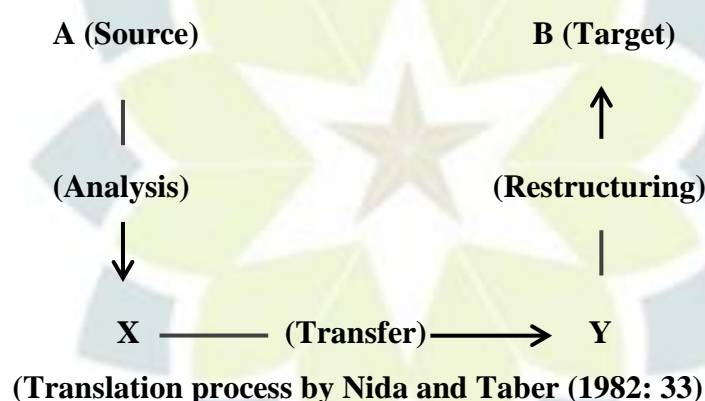 A (Source) B (Target)
(Analysis) (Restructuring)
X (Transfer) Y
(Translation process by Nida and Taber (1982: 33)